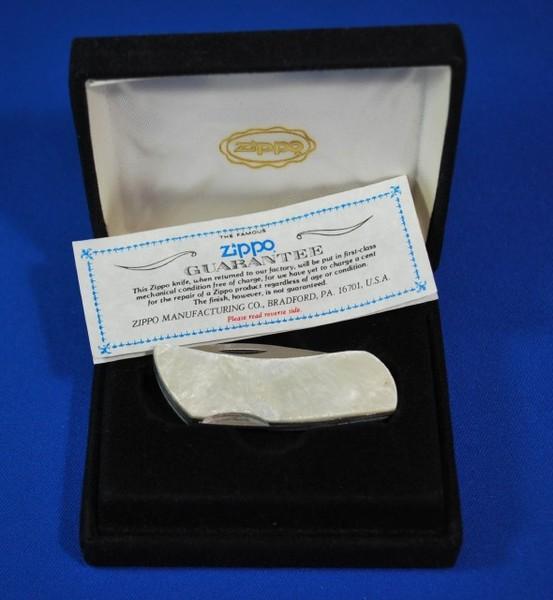 zippo
THE FAMOUS
zippo
GUARANTEE
This Zippo knife, when returned to our factory, will be put in first-class
mechanical condition free of charge, for we have yet to charge a cent
for the repair of a Zippo product regardless of age or condition.
The finish, however, is not guaranteed.
ZIPPO MANUFACTURING CO., BRADFORD, PA. 16701, U.S.A.
Please read reverse side.